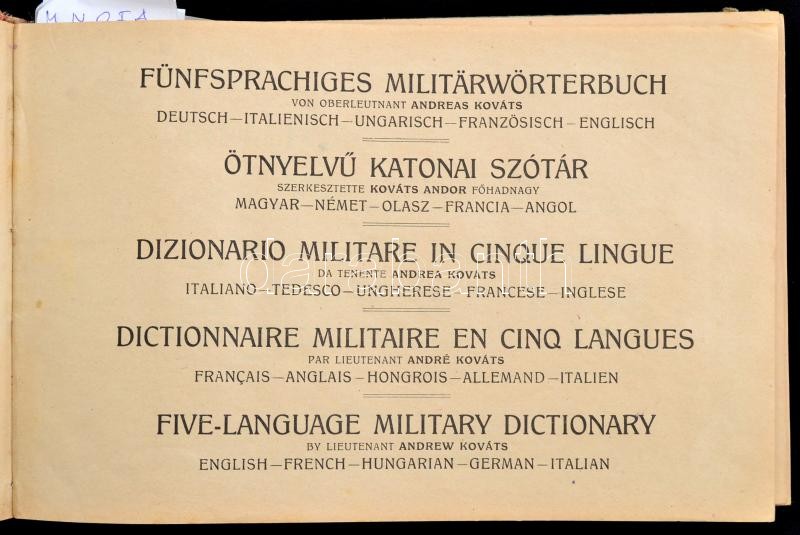 FÜNFSPRACHIGES MILITÄRWÖRTERBUCH
VON OBERLEUTNANT ANDREAS KOVÁTS
DEUTSCH—ITALIENISCH—UNGARISCH—FRANZÖSISCH—ENGLISCH
ÖTNYELVŰ KATONAI SZÓTÁR
SZERKESZTETTE KOVÁTS ANDOR FŐHADNAGY
MAGYAR—NÉMET—OLASZ—FRANCIA—ANGOL
DIZIONARIO MILITARE IN CINQUE LINGUE
DA TENENTE ANDREA KOVÁTS
ITALIANO—TEDESCO—UNGHERESE—FRANCESE—INGLESE
DICTIONNAIRE MILITAIRE EN CINQ LANGUES
PAR LIEUTENANT ANDRÉ KOVÁTS
FRANÇAIS—ANGLAIS—HONGROIS—ALLEMAND—ITALIEN
FIVE-LANGUAGE MILITARY DICTIONARY
BY LIEUTENANT ANDREW KOVÁTS
ENGLISH—FRENCH—HUNGARIAN—GERMAN—ITALIAN